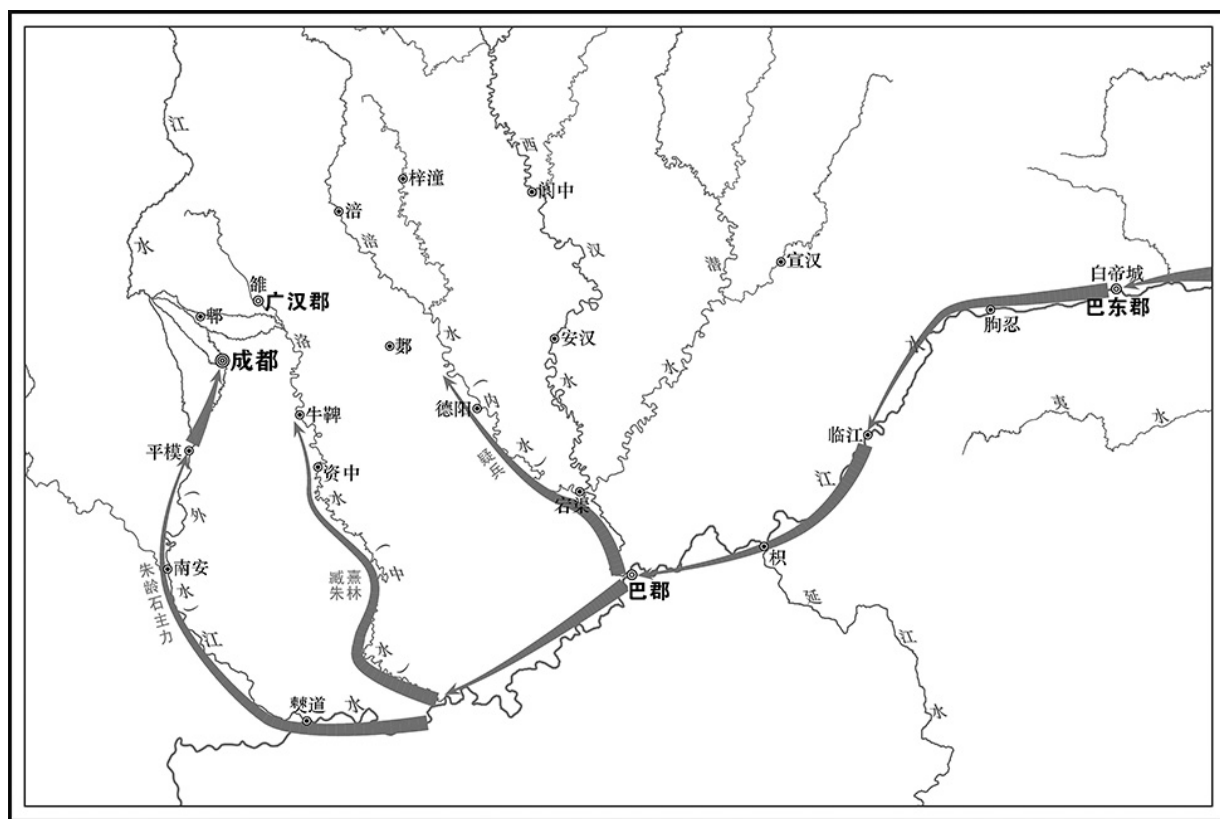 江
水
西
梓潼
阆中
涪
涪
汉
潜
宣汉
白帝城
巴东郡
朐忍
雒
广汉郡
郫
成都
洛
鄨
水
安汉
水
水
水
夷
水
德阳
(内
水)
疑兵
牛鞞
临江
江
平模
资中
水
宕渠
(外
水)
南安
朱龄石主力
臧熹
朱林
(中
水)
枳
巴郡
延
江
水
江
僰道
水